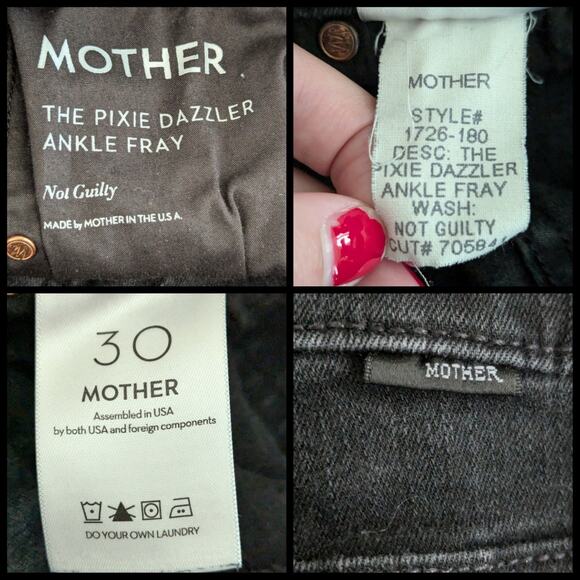 MOTHER
THE PIXIE DAZZLER
ANKLE FRAY
Not Guilty
MADE by MOTHER IN THE U.S.A.
MOTHER
STYLE#
1726-180
DESC: THE
PIXIE DAZZLER
ANKLE FRAY
WASH:
NOT GUILTY
CUT# 70584
30
MOTHER
Assembled in USA
by both USA and foreign components
DO YOUR OWN LAUNDRY
MOTHER